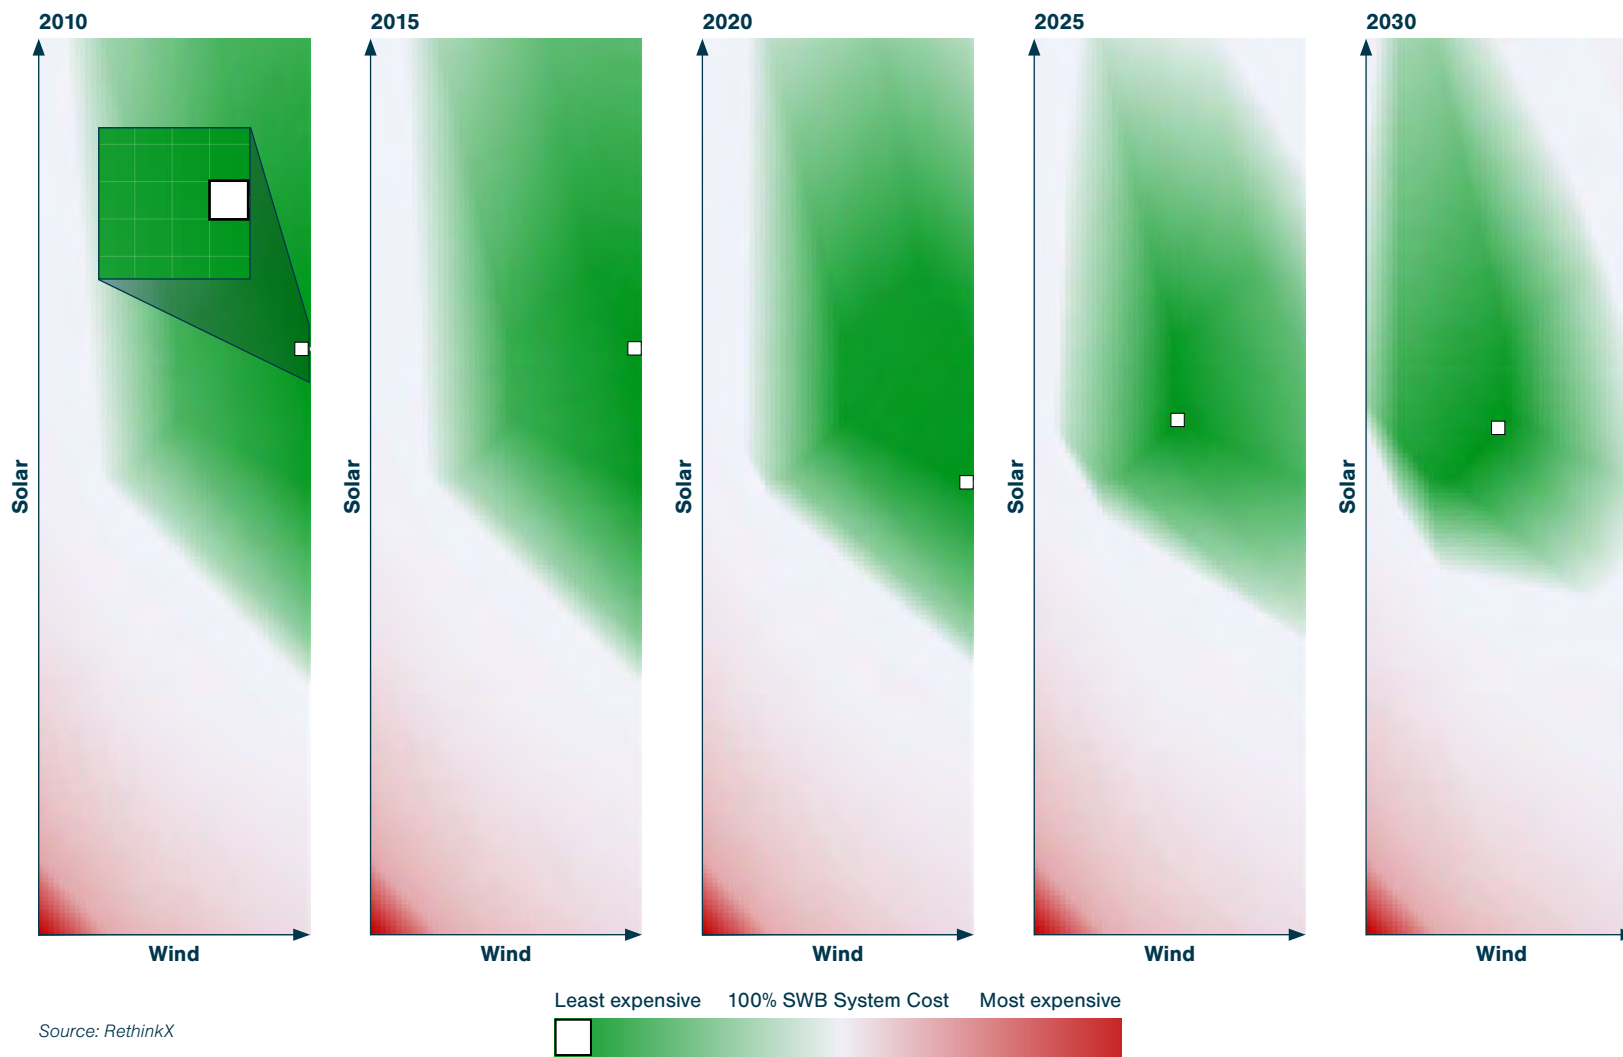 2010
2015
2020
2025
2030
Solar
Solar
Solar
Solar
Solar
Wind
Wind
Wind
Wind
Wind
Least expensive 100% SWB System Cost Most expensive
Source: RethinkX